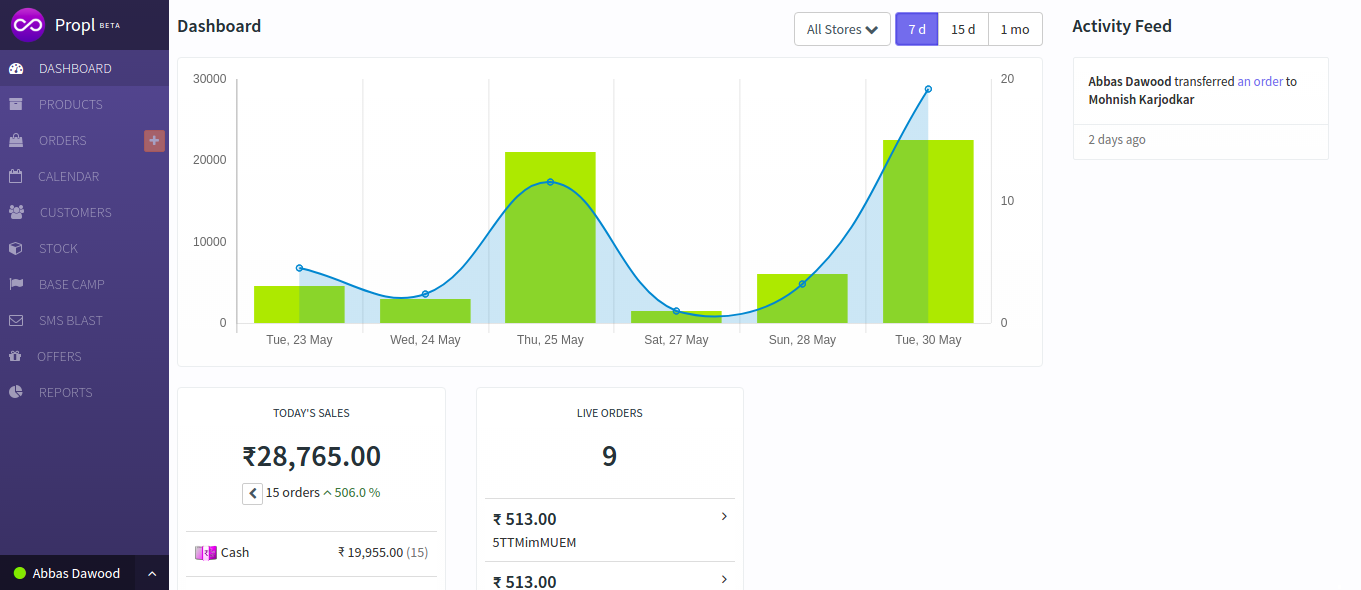 Propl BETA
DASHBOARD
PRODUCTS
ORDERS +
CALENDAR
CUSTOMERS
STOCK
BASE CAMP
SMS BLAST
OFFERS
REPORTS
Abbas Dawood
Dashboard
All Stores 7 d 15 d 1 mo
30000
20000
10000
0
20
10
0
Tue, 23 May Wed, 24 May Thu, 25 May Sat, 27 May Sun, 28 May Tue, 30 May
TODAY'S SALES
₹28,765.00
15 orders 506.0 %
Cash ₹ 19,955.00 (15)
LIVE ORDERS
9
₹ 513.00
5TTMimMUEM
₹ 513.00
Activity Feed
Abbas Dawood transferred an order to
Mohnish Karjodkar
2 days ago